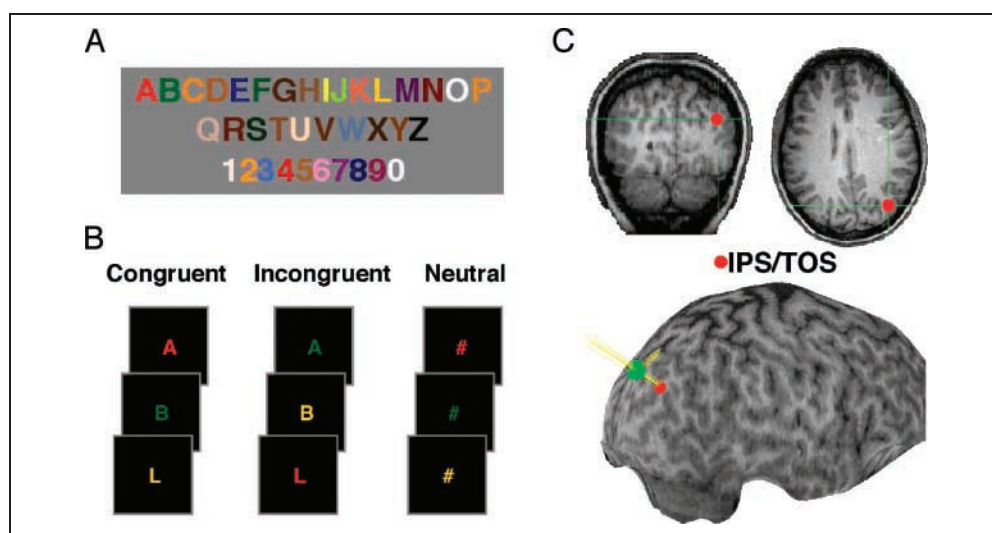 A
ABCDEFGHIJKLMNOP
QRSTUVWXYZ
1234567890
B
Congruent Incongruent Neutral
A A #
B B #
L L #
C
IPS/TOS